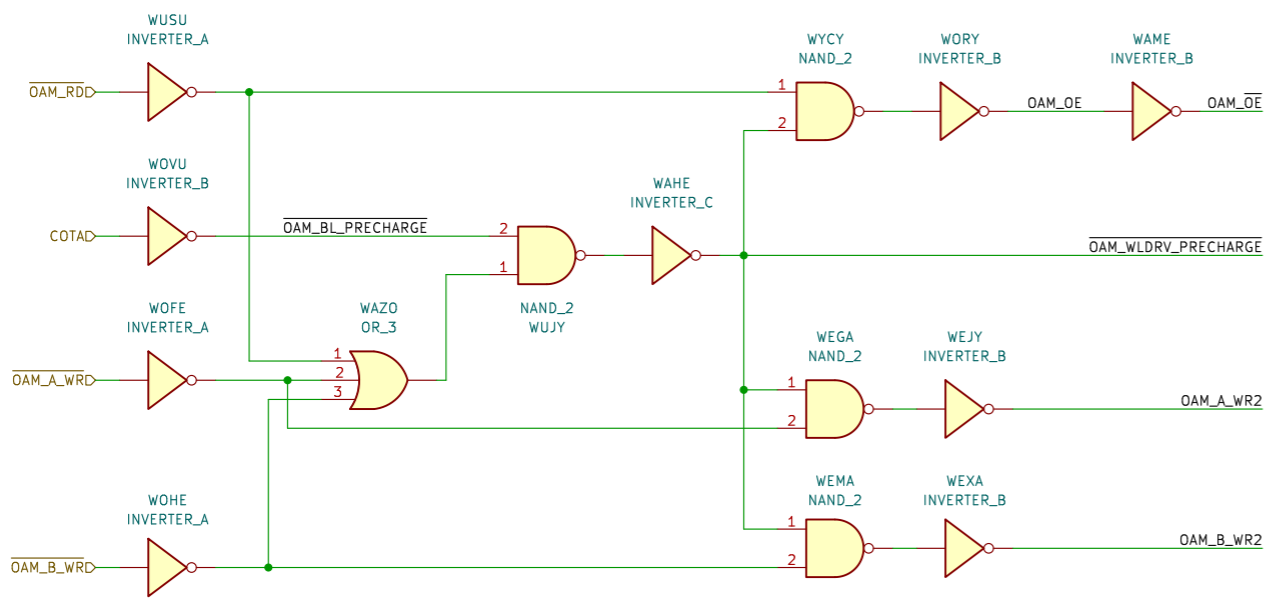 WUSU
INVERTER_A
OAM_RD
WYCY
NAND_2
1
2
WORY
INVERTER_B
OAM_OE
WAME
INVERTER_B
OAM_OE
WOVU
INVERTER_B
COTA
OAM_BL_PRECHARGE
2
1
NAND_2
WUJY
WAHE
INVERTER_C
OAM_WLDRV_PRECHARGE
WOFE
INVERTER_A
OAM_A_WR
WAZO
OR_3
1
2
3
WEGA
NAND_2
1
2
WEJY
INVERTER_B
OAM_A_WR2
WOHE
INVERTER_A
OAM_B_WR
WEMA
NAND_2
1
2
WEXA
INVERTER_B
OAM_B_WR2